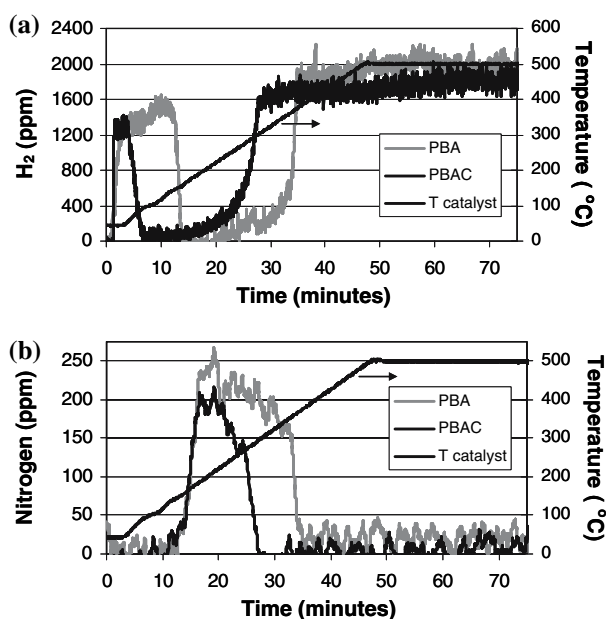 (a)
2400
2000
1600
1200
800
400
0
H₂ (ppm)
600
500
400
300
200
100
0
Temperature ( °C)
PBA
PBAC
T catalyst
0 10 20 30 40 50 60 70
Time (minutes)
(b)
250
200
150
100
50
0
Nitrogen (ppm)
500
400
300
200
100
0
Temperature ( °C)
PBA
PBAC
T catalyst
0 10 20 30 40 50 60 70
Time (minutes)